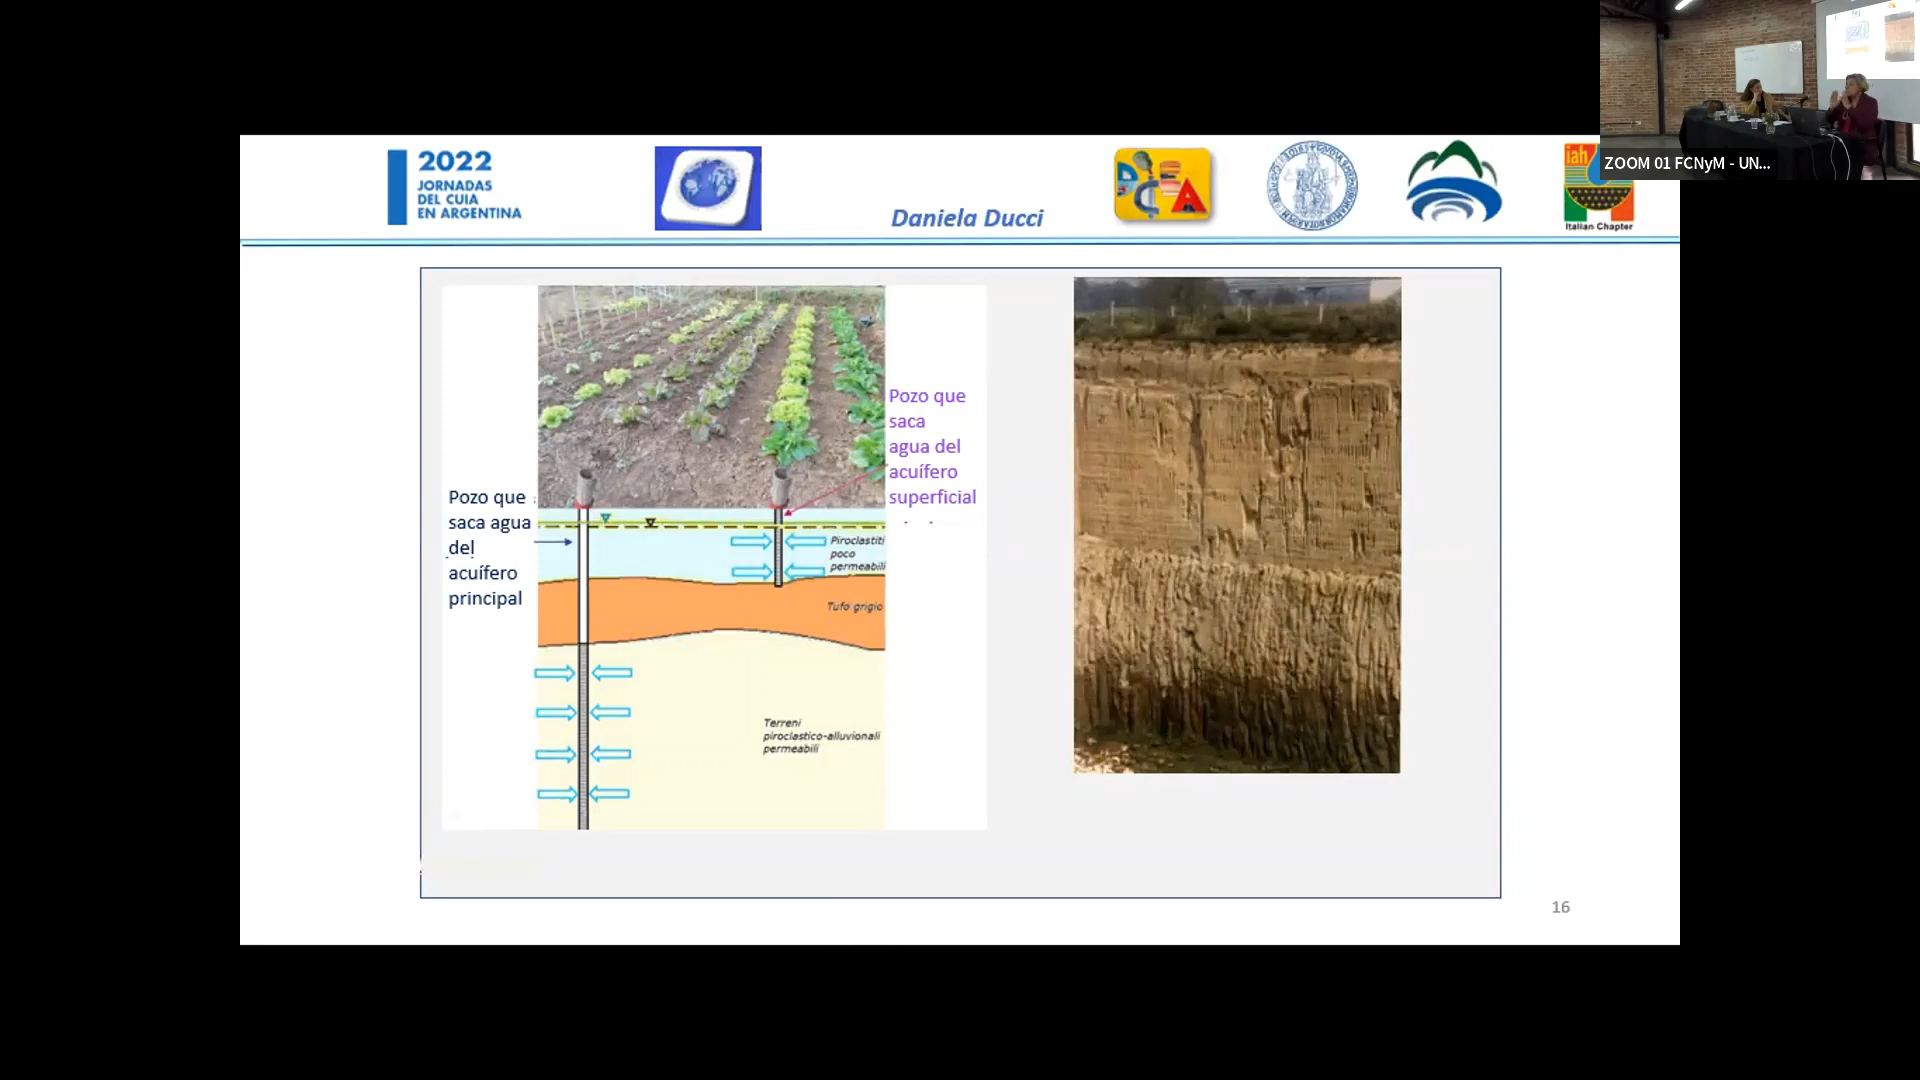 2022
JORNADAS
DEL CUIA
EN ARGENTINA
Daniela Ducci
iah
Italian Chapter
ZOOM 01 FCNyM - UN...
Pozo que
saca
agua del
acuífero
superficial
Pozo que
saca agua
del
acuífero
principal
Piroclastiti
poco
permeabili
Tufo grigio
Terreni
piroclastico-alluvionali
permeabili
16